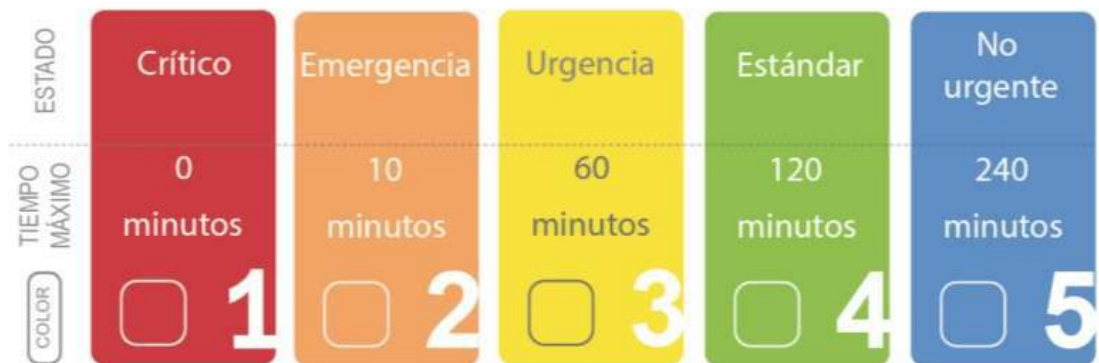 ESTADO
Crítico
Emergencia
Urgencia
Estándar
No
urgente
TIEMPO
MÁXIMO
0
minutos
10
minutos
60
minutos
120
minutos
240
minutos
COLOR
1
2
3
4
5